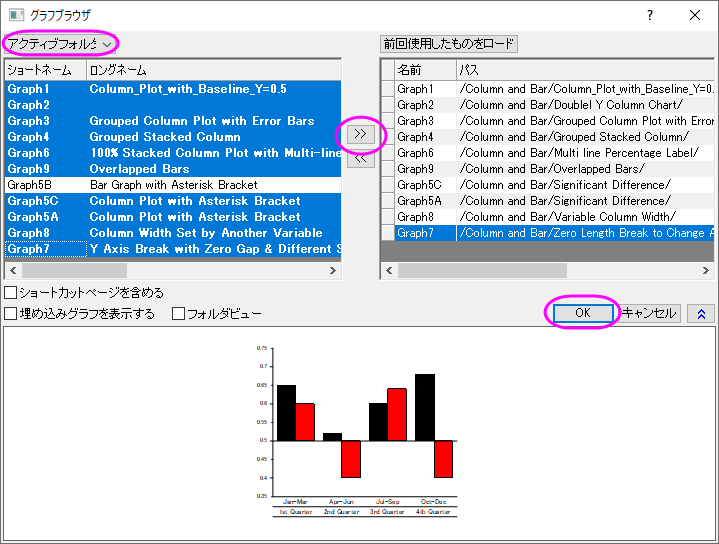 グラフブラウザ
?
アクティブフォルダ
前回使用したものをロード
ショートネーム ロングネーム
Graph1 Column_Plot_with_Baseline_Y=0.5
Graph2
Graph3 Grouped Column Plot with Error Bars
Graph4 Grouped Stacked Column
Graph6 100% Stacked Column Plot with Multi-line
Graph9 Overlapped Bars
Graph5B Bar Graph with Asterisk Bracket
Graph5C Column Plot with Asterisk Bracket
Graph5A Column Plot with Asterisk Bracket
Graph8 Column Width Set by Another Variable
Graph7 Y Axis Break with Zero Gap & Different S
>>
<<
名前 パス
Graph1 /Column and Bar/Column_Plot_with_Baseline_Y=0.
Graph2 /Column and Bar/Doublel Y Column Chart/
Graph3 /Column and Bar/Grouped Column Plot with Error
Graph4 /Column and Bar/Grouped Stacked Column/
Graph6 /Column and Bar/Multi line Percentage Label/
Graph9 /Column and Bar/Overlapped Bars/
Graph5C /Column and Bar/Significant Difference/
Graph5A /Column and Bar/Significant Difference/
Graph8 /Column and Bar/Variable Column Width/
Graph7 /Column and Bar/Zero Length Break to Change A
ショートカットページを含める
埋め込みグラフを表示する フォルダビュー
OK キャンセル
0.75
0.7
0.65
0.6
0.55
0.5
0.45
0.4
0.35
Jan-Mar Apr-Jun Jul-Sep Oct-Dec
1st. Quarter 2nd Quarter 3rd Quarter 4th Quarter